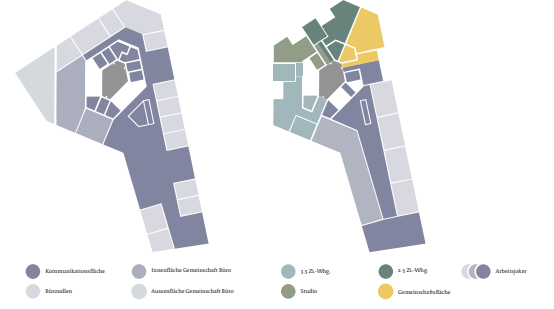 Kommunikationsfläche
Innenfläche Gemeinschaft Büro
3.5 Zi.-Whg.
2.5 Zi.-Whg.
Arbeitsjoker
Bürozellen
Aussenfläche Gemeinschaft Büro
Studio
Gemeinschaftsfläche